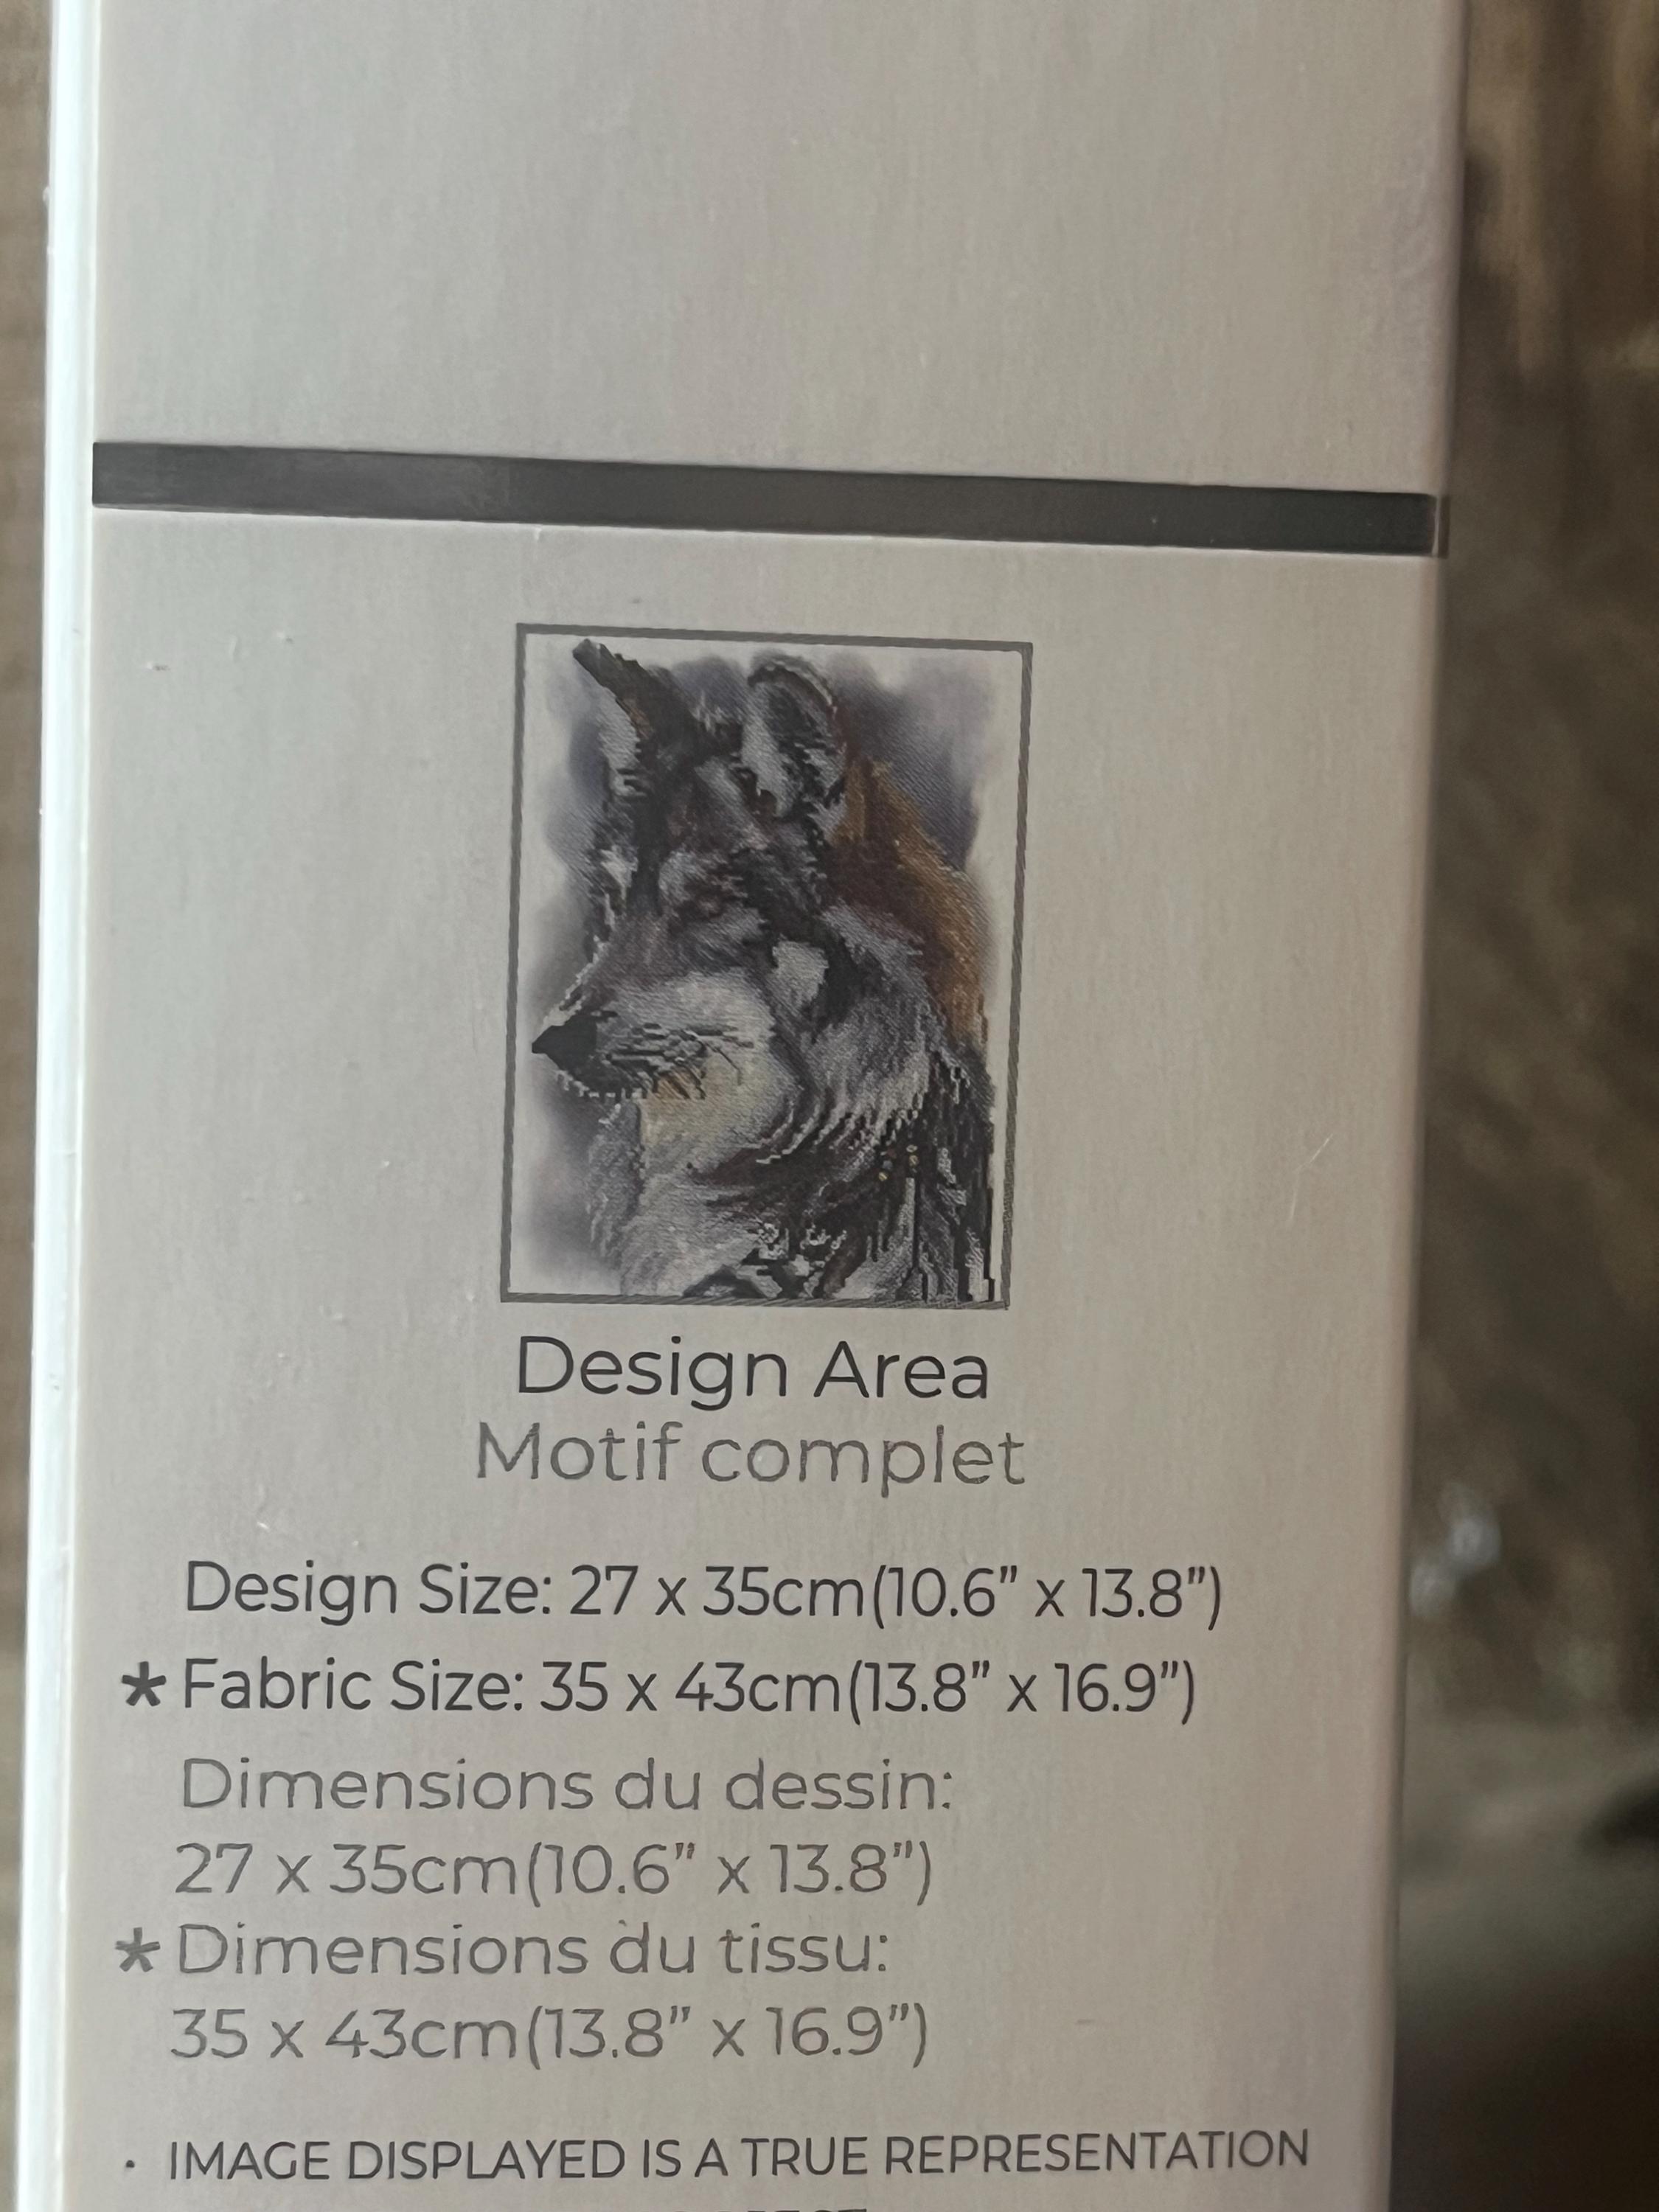 Design Area
Motif complet
Design Size: 27 x 35cm(10.6" x 13.8")
* Fabric Size: 35 x 43cm(13.8" x 16.9")
Dimensions du dessin:
27 x 35cm(10.6" x 13.8")
* Dimensions du tissu:
35 x 43cm(13.8" x 16.9")
· IMAGE DISPLAYED IS A TRUE REPRESENTATION